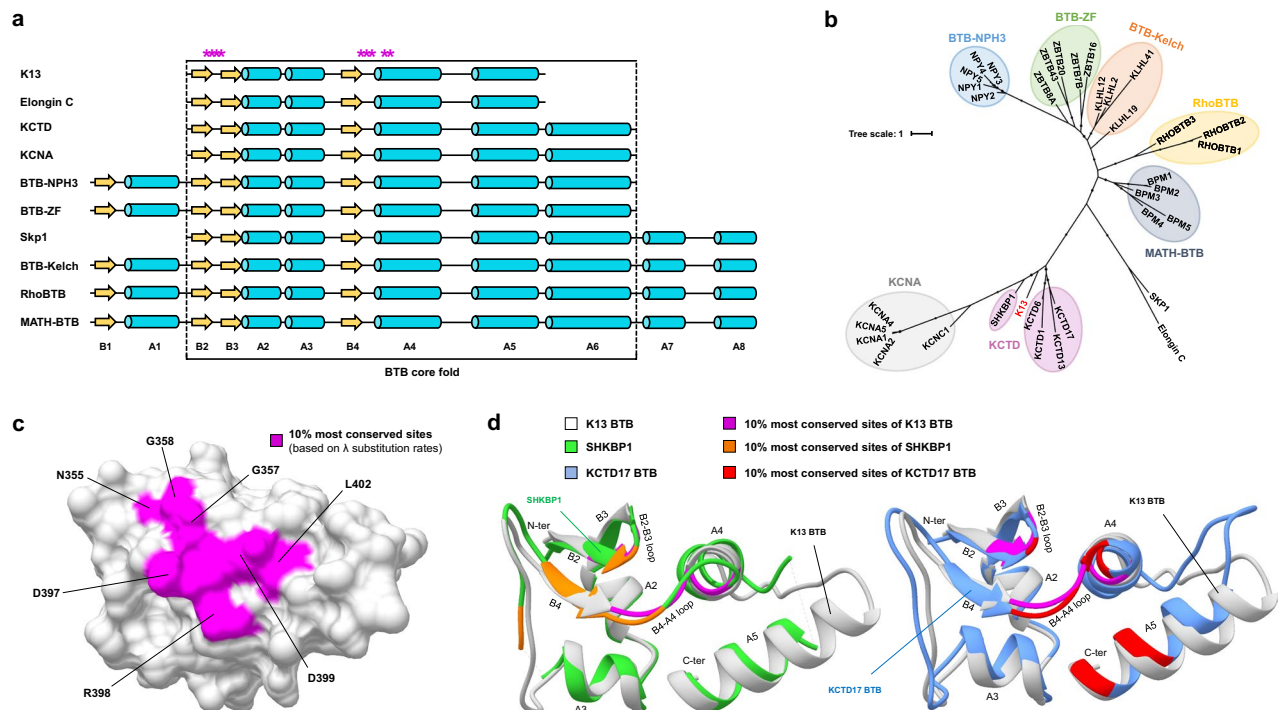 a
**** *** **
K13
Elongin C
KCTD
KCNA
BTB-NPH3
BTB-ZF
Skp1
BTB-Kelch
RhoBTB
MATH-BTB
B1 A1 B2 B3 A2 A3 B4 A4 A5 A6 A7 A8
BTB core fold
b
BTB-NPH3
BTB-ZF
BTB-Kelch
RhoBTB
MATH-BTB
KCNA
KCTD
Tree scale: 1
NPY4
NPY3
NPY5
NPY1
NPY2
ZBTB8A
ZBTB43
ZBTB20
ZBTB7B
ZBTB16
KLHL12
KLHL2
KLHL41
KLHL19
RHOBTB3
RHOBTB2
RHOBTB1
BPM1
BPM2
BPM3
BPM4
BPM5
SKP1
Elongin C
KCTD17
KCTD13
KCTD1
KCTD6
K13
SHKBP1
KCNC1
KCNA4
KCNA5
KCNA1
KCNA2
c
10% most conserved sites
(based on λ substitution rates)
G358
N355
G357
L402
D397
R398
D399
d
K13 BTB
SHKBP1
KCTD17 BTB
10% most conserved sites of K13 BTB
10% most conserved sites of SHKBP1
10% most conserved sites of KCTD17 BTB
SHKBP1
N-ter
B3
B2-B3 loop
A4
K13 BTB
B2
A2
B4
B4-A4 loop
A5
C-ter
A3
N-ter
B3
B2-B3 loop
A4
K13 BTB
B2
A2
B4
B4-A4 loop
A5
C-ter
A3
KCTD17 BTB